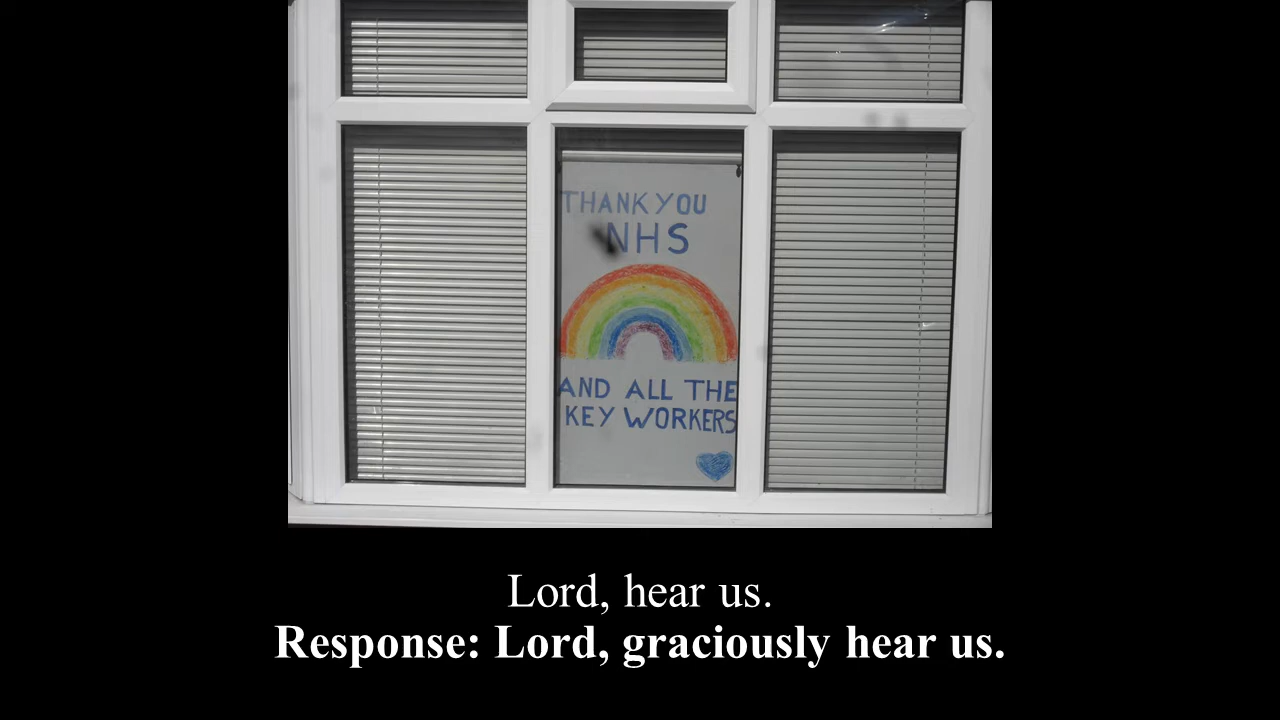 THANK YOU
NHS
AND ALL THE
KEY WORKERS
Lord, hear us.
Response: Lord, graciously hear us.